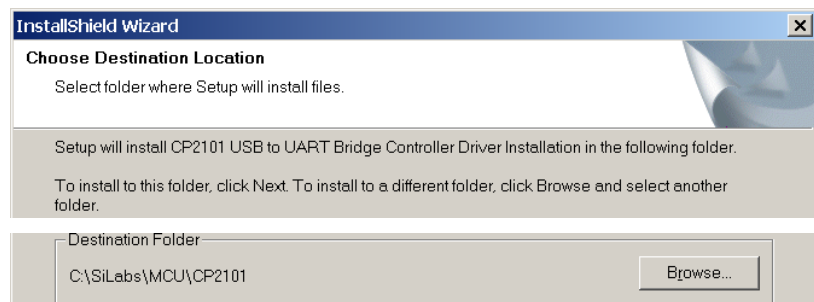 InstallShield Wizard
Choose Destination Location
Select folder where Setup will install files.
Setup will install CP2101 USB to UART Bridge Controller Driver Installation in the following folder.
To install to this folder, click Next. To install to a different folder, click Browse and select another
folder.
Destination Folder
C:\SiLabs\MCU\CP2101
Browse...